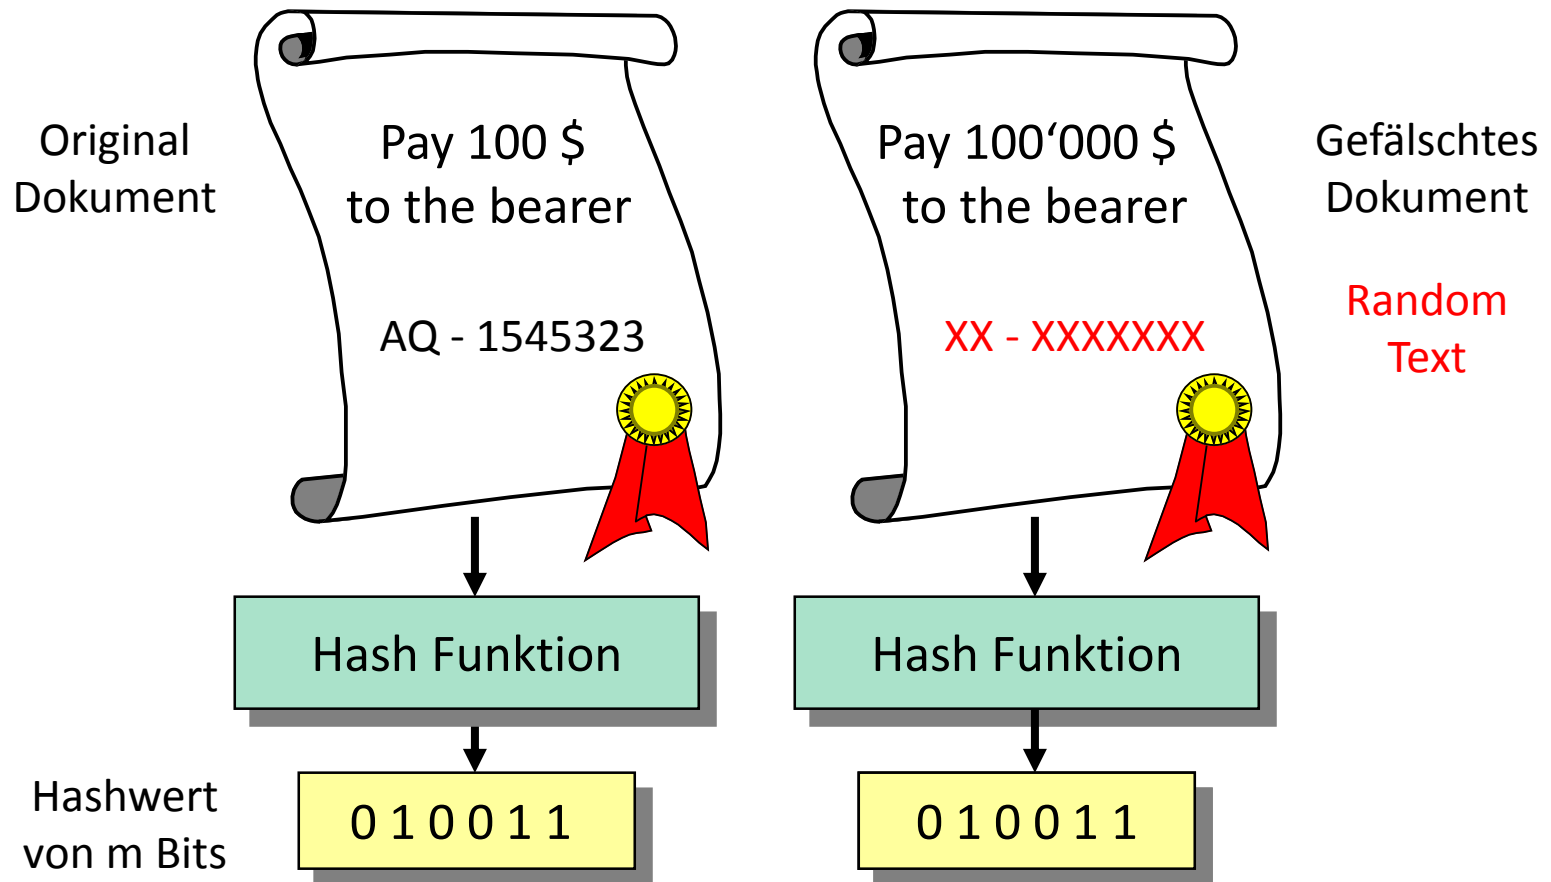 Original
Dokument
Pay 100 $
to the bearer
AQ - 1545323
Pay 100‘000 $
to the bearer
XX - XXXXXXX
Gefälschtes
Dokument
Random
Text
Hash Funktion
Hash Funktion
Hashwert
von m Bits
0 1 0 0 1 1
0 1 0 0 1 1